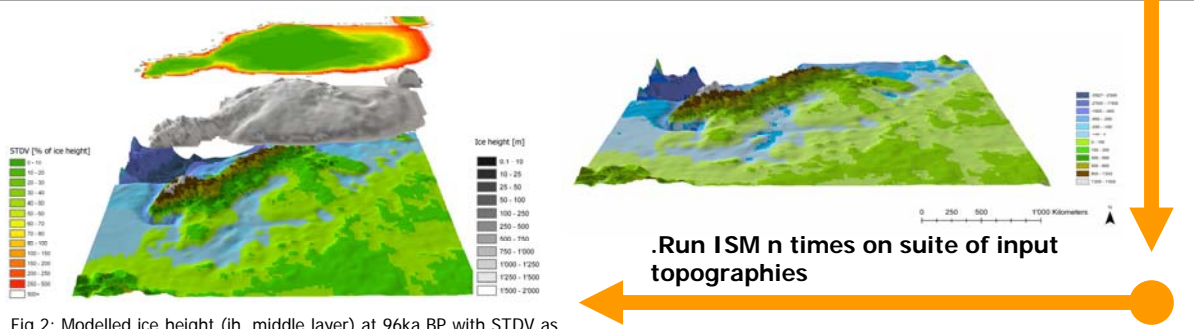 STDV [% of ice height]
0 - 10
10 - 20
20 - 30
30 - 40
40 - 50
50 - 60
60 - 70
70 - 80
80 - 100
100 - 150
150 - 200
200 - 250
250 - 500
500+
Ice height [m]
0.1 - 10
10 - 25
25 - 50
50 - 100
100 - 250
250 - 500
500 - 750
750 - 1'000
1'000 - 1'250
1'250 - 1'500
1'500 - 2'000
0 250 500 1'000 Kilometers
N
.Run ISM n times on suite of input
topographies
Fig 2: Modelled ice height (ih, middle layer) at 96ka BP with STDV as